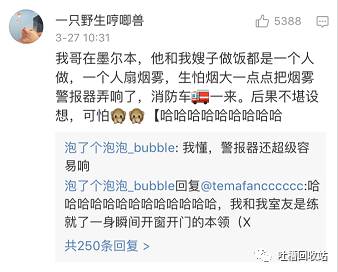 一只野生哼唧兽
5388
3-27 10:31
我哥在墨尔本，他和我嫂子做饭都是一个人
做，一个人扇烟雾，生怕烟大一点点把烟雾
警报器弄响了，消防车🚒一来。后果不堪设
想，可怕🙊🙊【哈哈哈哈哈哈哈哈哈
泡了个泡泡_bubble: 我懂，警报器还超级容
易响
泡了个泡泡_bubble回复@temafancccccc:哈
哈哈哈哈哈哈哈哈哈哈哈哈，我和我室友是练
就了一身瞬间开窗开门的本领（X
共250条回复 >
吐槽回收站